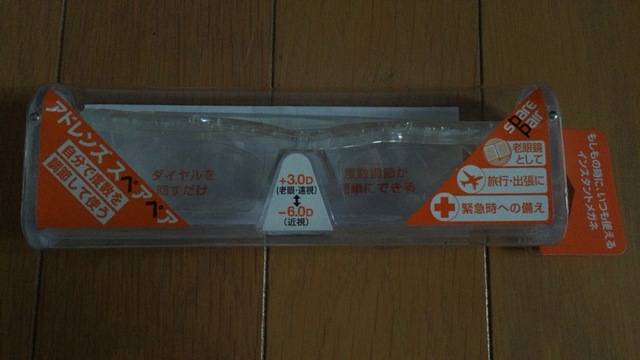 アドレンズ スペアペア
自分で度数を
調節して使う
ダイヤルを
回すだけ
+3.0D
(老眼・遠視)
−6.0D
(近視)
度数調節が
簡単にできる
spare
pair
老眼鏡
として
旅行・出張に
緊急時への備え
もしもの時に、いつも使える
インスタントメガネ